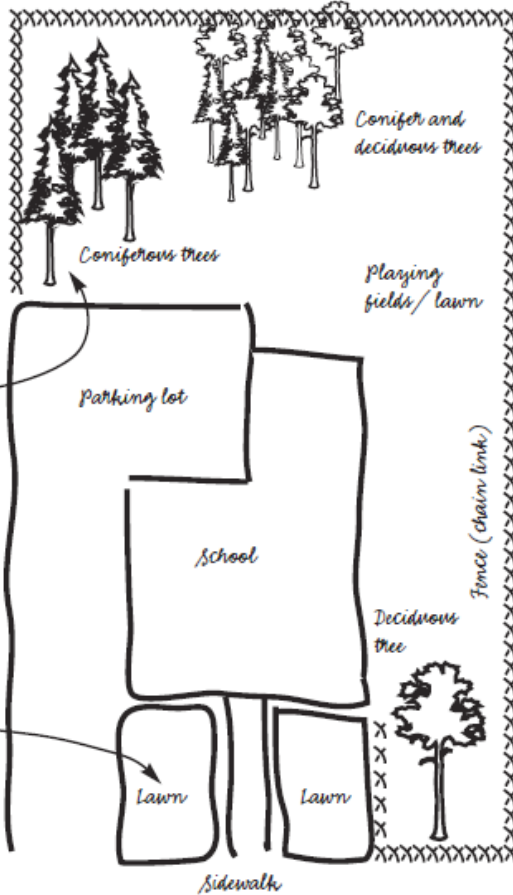 Conifer and
deciduous trees
Coniferous trees
Playing
fields/ lawn
Parking lot
Fence (chain link)
School
Deciduous
tree
Lawn
Lawn
Sidewalk